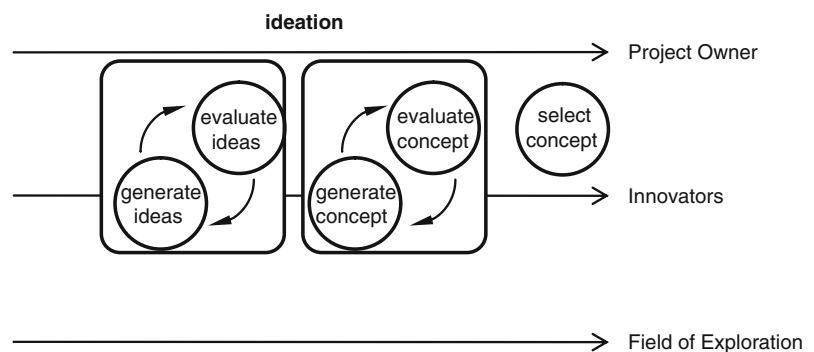 ideation
Project Owner
evaluate
ideas
evaluate
concept
select
concept
generate
ideas
generate
concept
Innovators
Field of Exploration